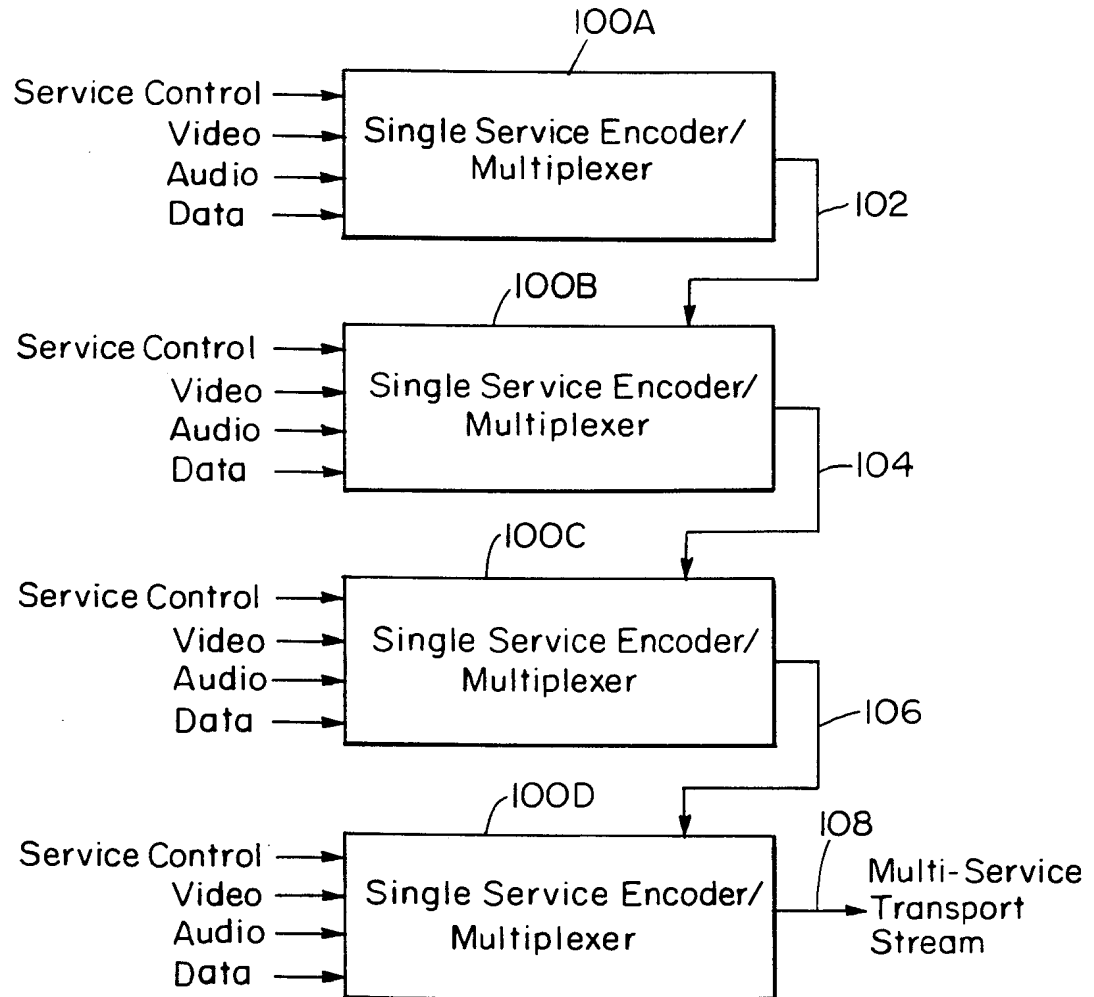 100A
Service Control
Video
Audio
Data
Single Service Encoder/
Multiplexer
102
100B
Service Control
Video
Audio
Data
Single Service Encoder/
Multiplexer
104
100C
Service Control
Video
Audio
Data
Single Service Encoder/
Multiplexer
106
100D
Service Control
Video
Audio
Data
Single Service Encoder/
Multiplexer
108
Multi-Service
Transport
Stream